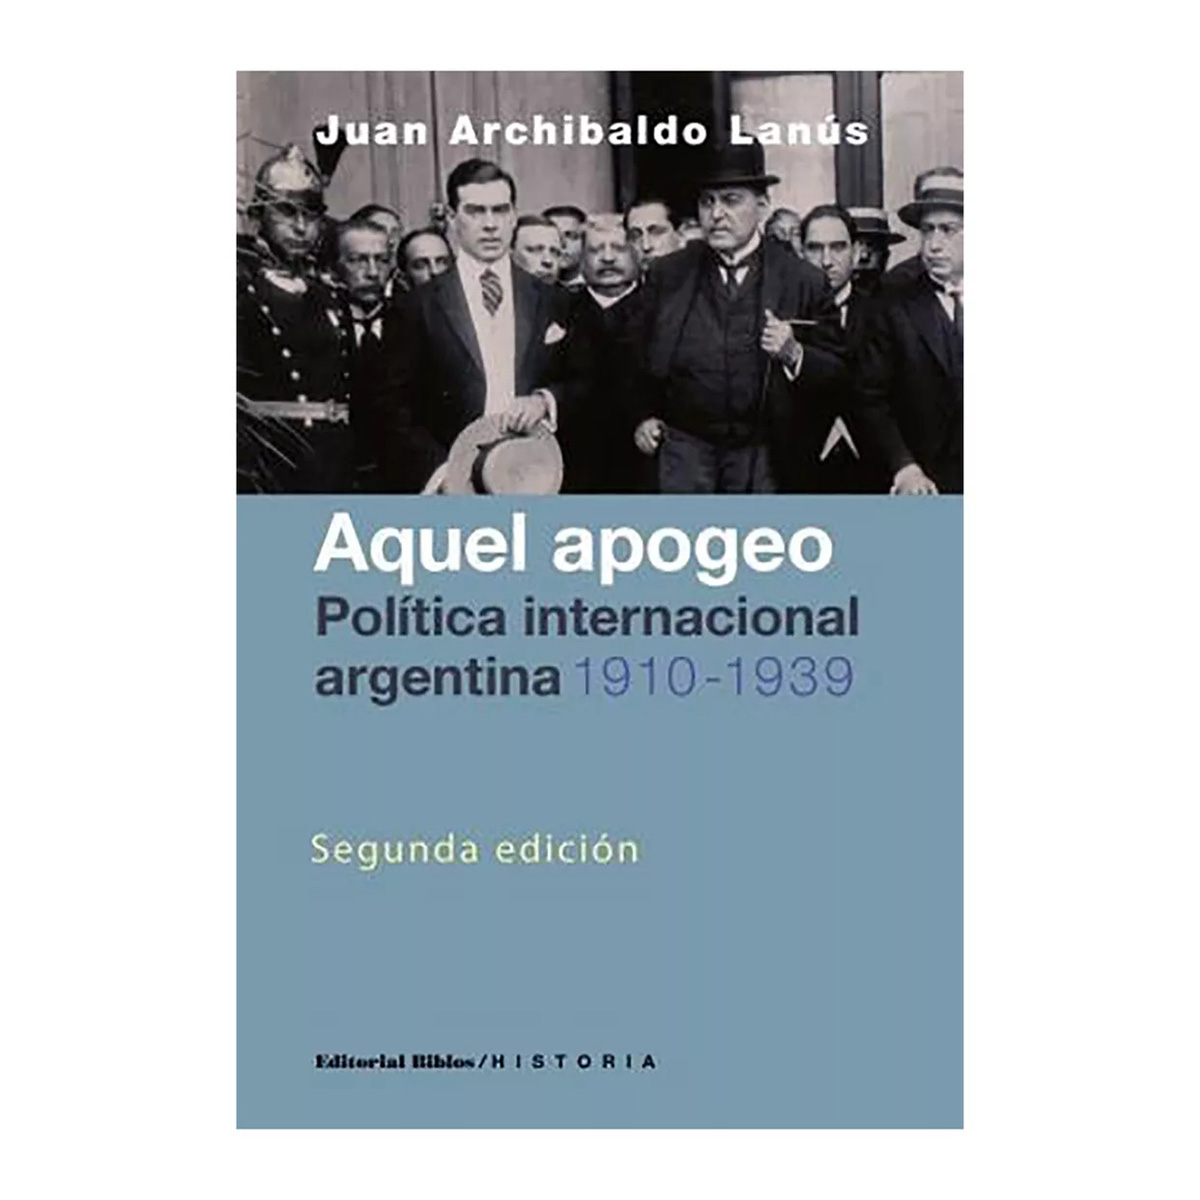 Juan Archibaldo Lanús
Aquel apogeo
Política internacional
argentina 1910-1939
Segunda edición
Editorial Biblos/HISTORIA